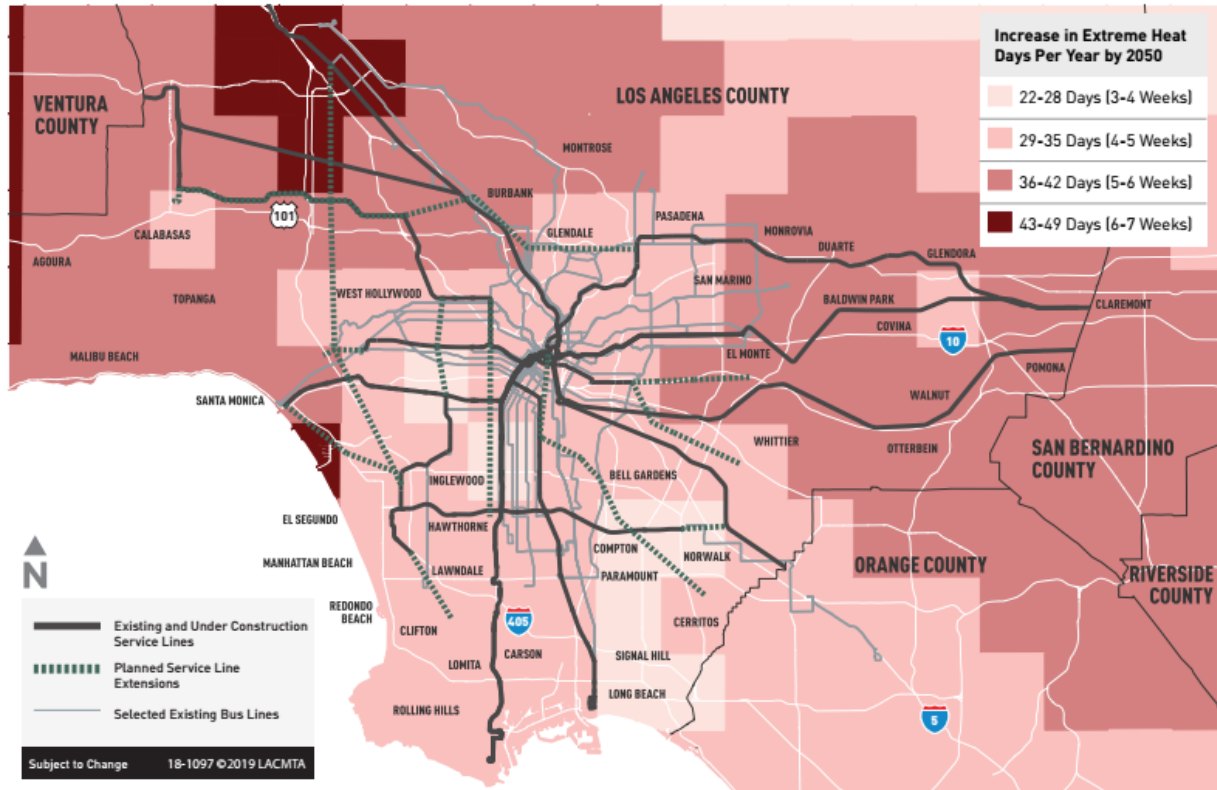 Increase in Extreme Heat
Days Per Year by 2050
22-28 Days (3-4 Weeks)
29-35 Days (4-5 Weeks)
36-42 Days (5-6 Weeks)
43-49 Days (6-7 Weeks)
VENTURA
COUNTY
LOS ANGELES COUNTY
MONTROSE
BURBANK
101
PASADENA
CALABASAS
GLENDALE
MONROVIA
DUARTE
GLENDORA
AGOURA
TOPANGA
WEST HOLLYWOOD
SAN MARINO
BALDWIN PARK
CLAREMONT
COVINA
10
MALIBU BEACH
EL MONTE
POMONA
SANTA MONICA
WALNUT
WHITTIER
OTTERBEIN
SAN BERNARDINO
COUNTY
INGLEWOOD
BELL GARDENS
EL SEGUNDO
HAWTHORNE
N
COMPTON
NORWALK
MANHATTAN BEACH
LAWNDALE
PARAMOUNT
ORANGE COUNTY
RIVERSIDE
COUNTY
REDONDO
BEACH
CLIFTON
405
CERRITOS
LOMITA
CARSON
SIGNAL HILL
ROLLING HILLS
LONG BEACH
5
Existing and Under Construction
Service Lines
Planned Service Line
Extensions
Selected Existing Bus Lines
Subject to Change 18-1097 ©2019 LACMTA